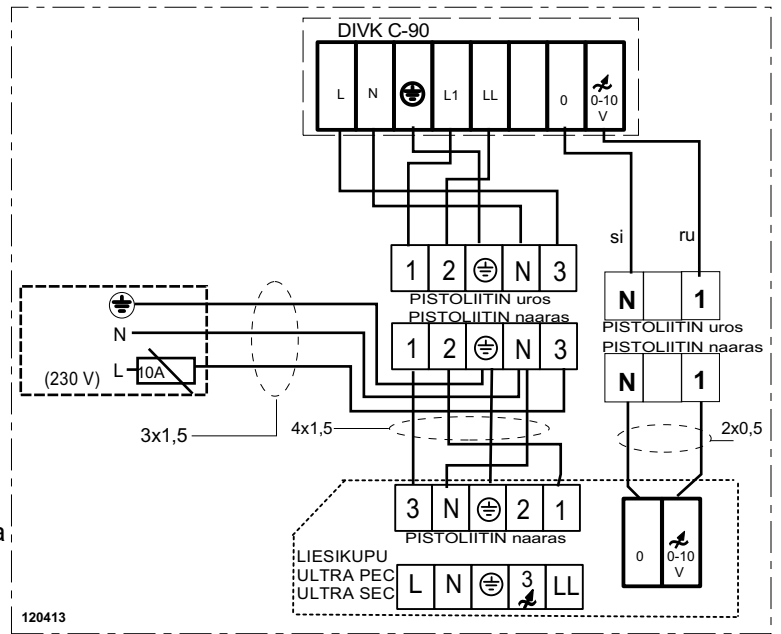 DIVK C-90
L N L1 LL 0 0-10 V
si ru
1 2 N 3
PISTOLIITIN uros
PISTOLIITIN naaras
1 2 N 3
N 1
PISTOLIITIN uros
PISTOLIITIN naaras
N 1
N
L 10A
(230 V)
3x1,5
4x1,5
2x0,5
3 N 2 1
PISTOLIITIN naaras
0 0-10 V
a
LIESIKUPU
ULTRA PEC
ULTRA SEC
L N 3 LL
120413